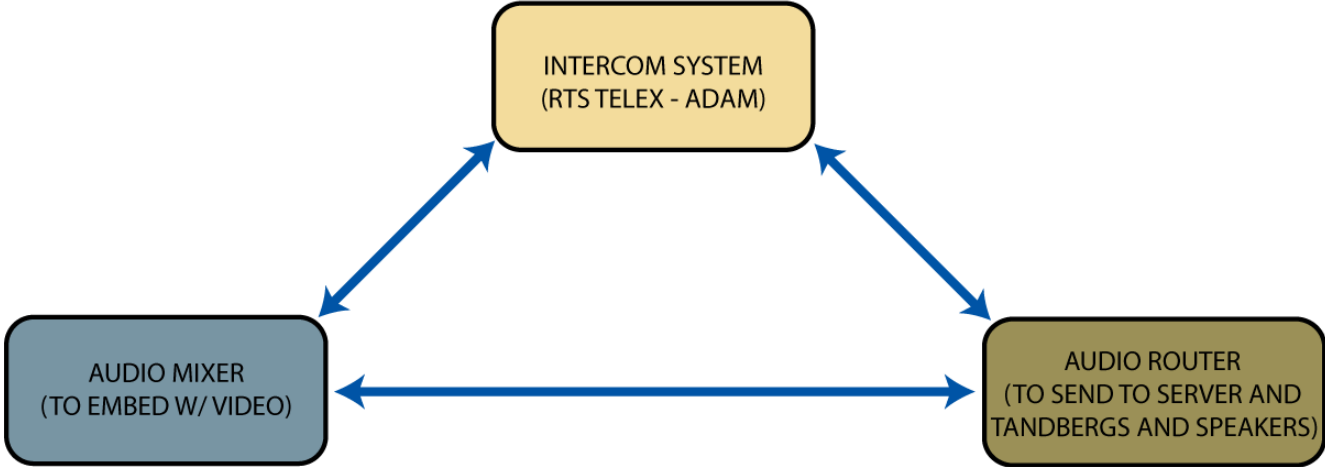 INTERCOM SYSTEM
(RTS TELEX - ADAM)
AUDIO MIXER
(TO EMBED W/ VIDEO)
AUDIO ROUTER
(TO SEND TO SERVER AND
TANDBERGS AND SPEAKERS)